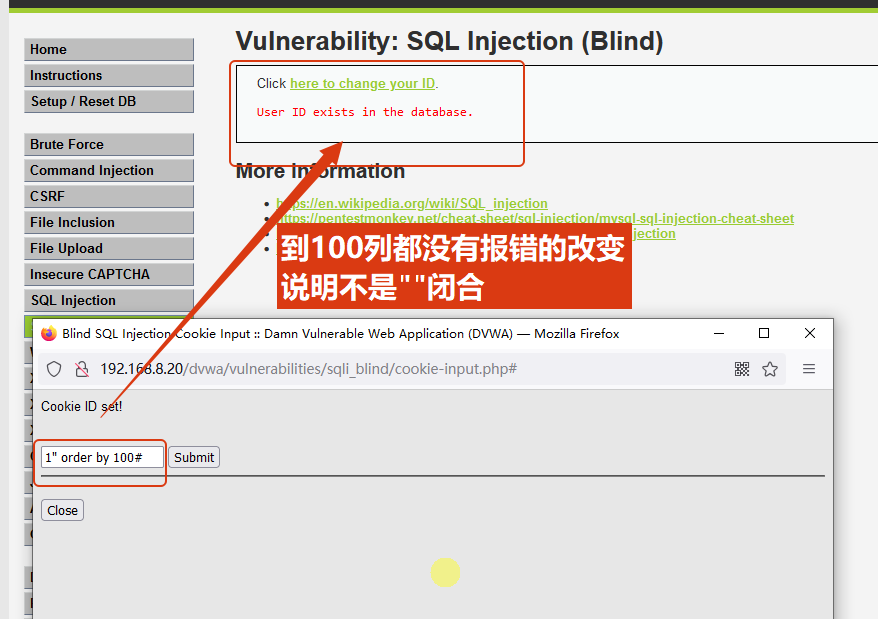 Vulnerability: SQL Injection (Blind)
Home
Instructions
Setup / Reset DB
Brute Force
Command Injection
CSRF
File Inclusion
File Upload
Insecure CAPTCHA
SQL Injection
Click here to change your ID.
User ID exists in the database.
More Information
https://en.wikipedia.org/wiki/SQL_injection
https://pentestmonkey.net/cheat-sheet/sql-injection/mysql-sql-injection-cheat-sheet
jection
到100列都没有报错的改变
说明不是""闭合
Blind SQL Injection Cookie Input :: Damn Vulnerable Web Application (DVWA) — Mozilla Firefox
192.168.8.20/dvwa/vulnerabilities/sqli_blind/cookie-input.php#
Cookie ID set!
1" order by 100#
Submit
Close